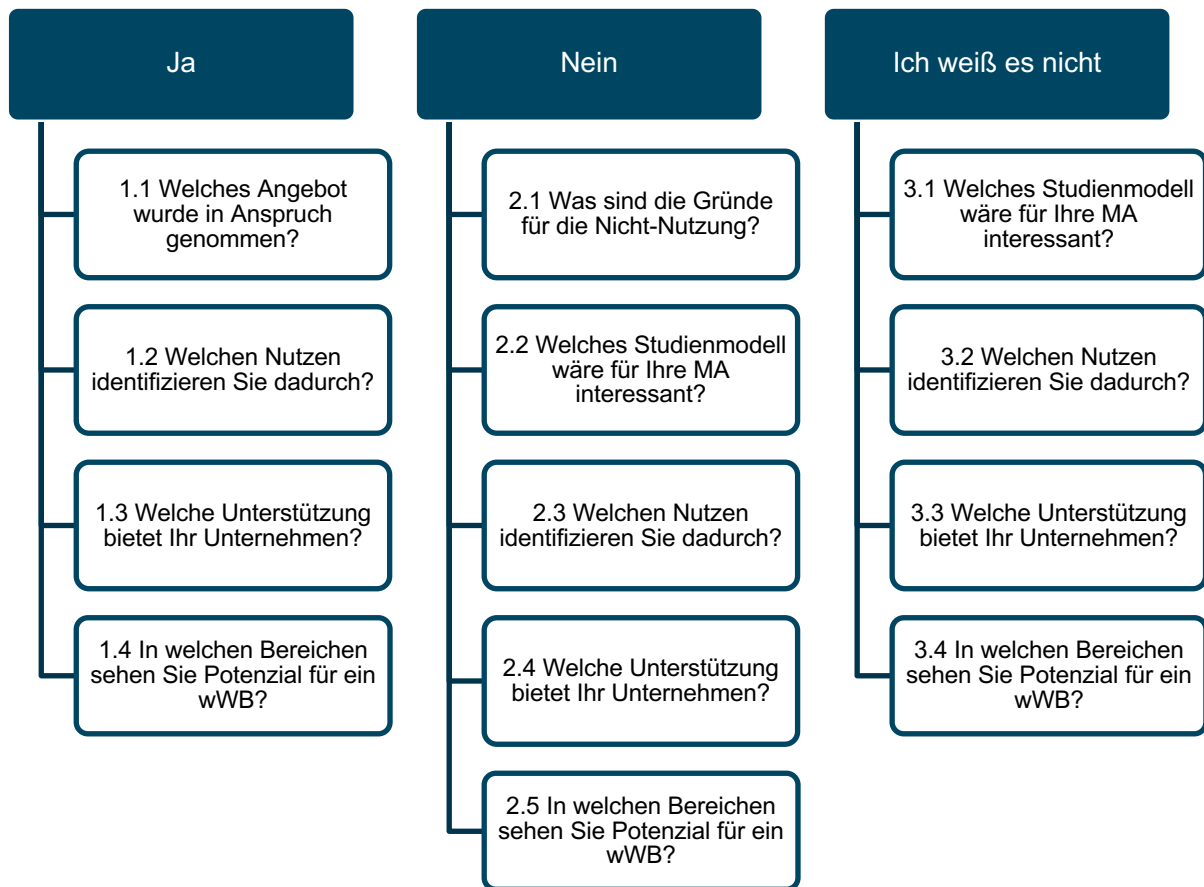 Ja
1.1 Welches Angebot
wurde in Anspruch
genommen?
1.2 Welchen Nutzen
identifizieren Sie dadurch?
1.3 Welche Unterstützung
bietet Ihr Unternehmen?
1.4 In welchen Bereichen
sehen Sie Potenzial für ein
wWB?
Nein
2.1 Was sind die Gründe
für die Nicht-Nutzung?
2.2 Welches Studienmodell
wäre für Ihre MA
interessant?
2.3 Welchen Nutzen
identifizieren Sie dadurch?
2.4 Welche Unterstützung
bietet Ihr Unternehmen?
2.5 In welchen Bereichen
sehen Sie Potenzial für ein
wWB?
Ich weiß es nicht
3.1 Welches Studienmodell
wäre für Ihre MA
interessant?
3.2 Welchen Nutzen
identifizieren Sie dadurch?
3.3 Welche Unterstützung
bietet Ihr Unternehmen?
3.4 In welchen Bereichen
sehen Sie Potenzial für ein
wWB?